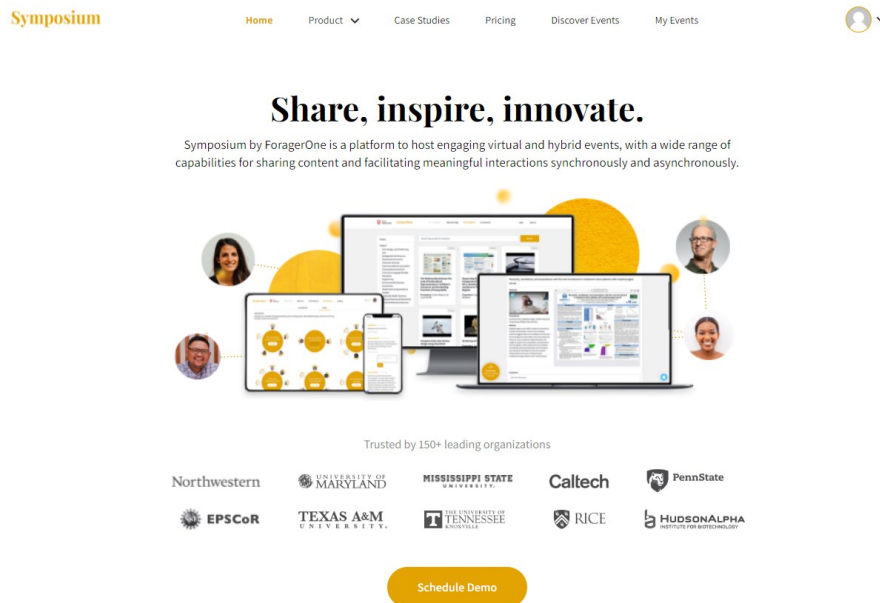 Symposium
Home Product Case Studies Pricing Discover Events My Events
Share, inspire, innovate.
Symposium by ForagerOne is a platform to host engaging virtual and hybrid events, with a wide range of
capabilities for sharing content and facilitating meaningful interactions synchronously and asynchronously.
Trusted by 150+ leading organizations
Northwestern
UNIVERSITY OF
MARYLAND
MISSISSIPPI STATE
UNIVERSITY.
Caltech
PennState
EPSCoR
TEXAS A&M
UNIVERSITY.
THE UNIVERSITY OF
TENNESSEE
KNOXVILLE
RICE
HUDSONALPHA
INSTITUTE FOR BIOTECHNOLOGY
Schedule Demo